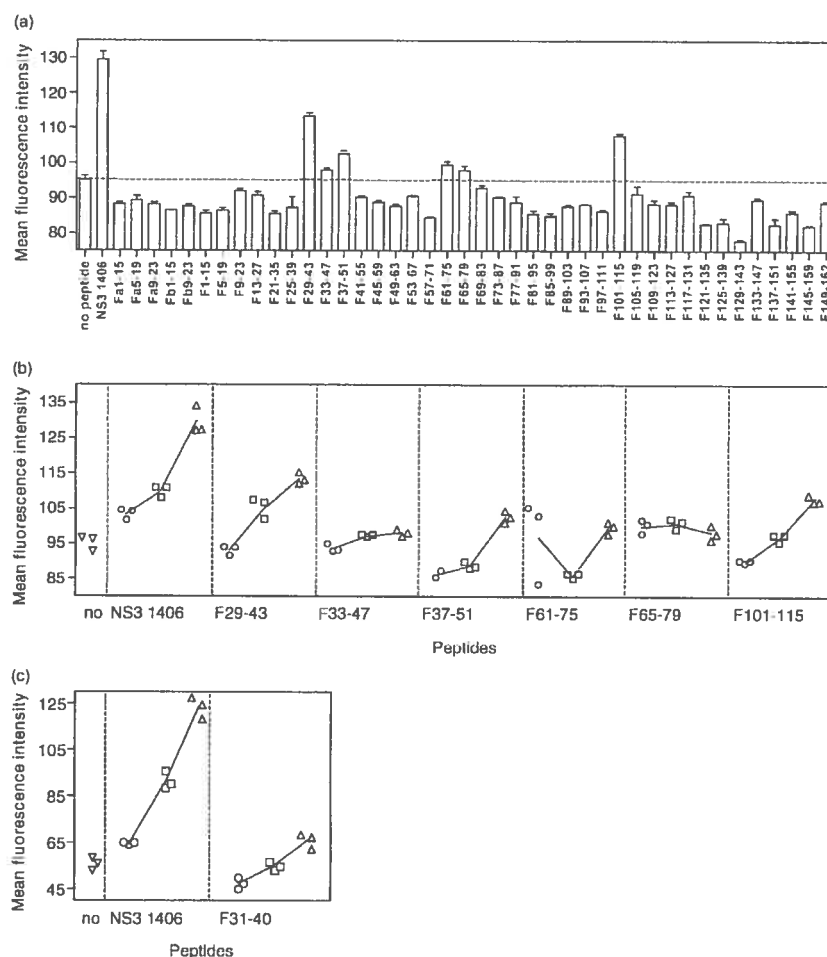 (a)
Mean fluorescence intensity
130
120
110
100
90
80
no peptide
NS3 1406
Fa1-15
Fa5-19
Fa9-23
Fb1-15
Fb9-23
F1-15
F5-19
F9-23
F13-27
F21-35
F25-39
F29-43
F33-47
F37-51
F41-55
F45-59
F49-63
F53 67
F57-71
F61-75
F65-79
F69-83
F73-87
F77-91
F81-95
F85-99
F89-103
F93-107
F97-111
F101-115
F105-119
F109-123
F113-127
F117-131
F121-135
F125-139
F129-143
F133-147
F137-151
F141-155
F145-159
F149-162
(b)
Mean fluorescence intensity
135
125
115
105
95
85
no NS3 1406 F29-43 F33-47 F37-51 F61-75 F65-79 F101-115
Peptides
(c)
Mean fluorescence intensity
125
105
85
65
45
no NS3 1406 F31-40
Peptides